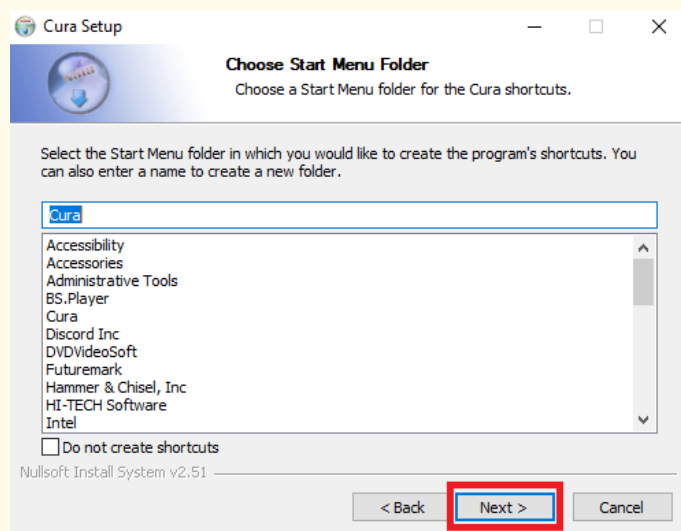 Cura Setup
Choose Start Menu Folder
Choose a Start Menu folder for the Cura shortcuts.
Select the Start Menu folder in which you would like to create the program's shortcuts. You
can also enter a name to create a new folder.
Cura
Accessibility
Accessories
Administrative Tools
BS.Player
Cura
Discord Inc
DVDVideoSoft
Futuremark
Hammer & Chisel, Inc
HI-TECH Software
Intel
Do not create shortcuts
Nullsoft Install System v2.51
< Back Next > Cancel